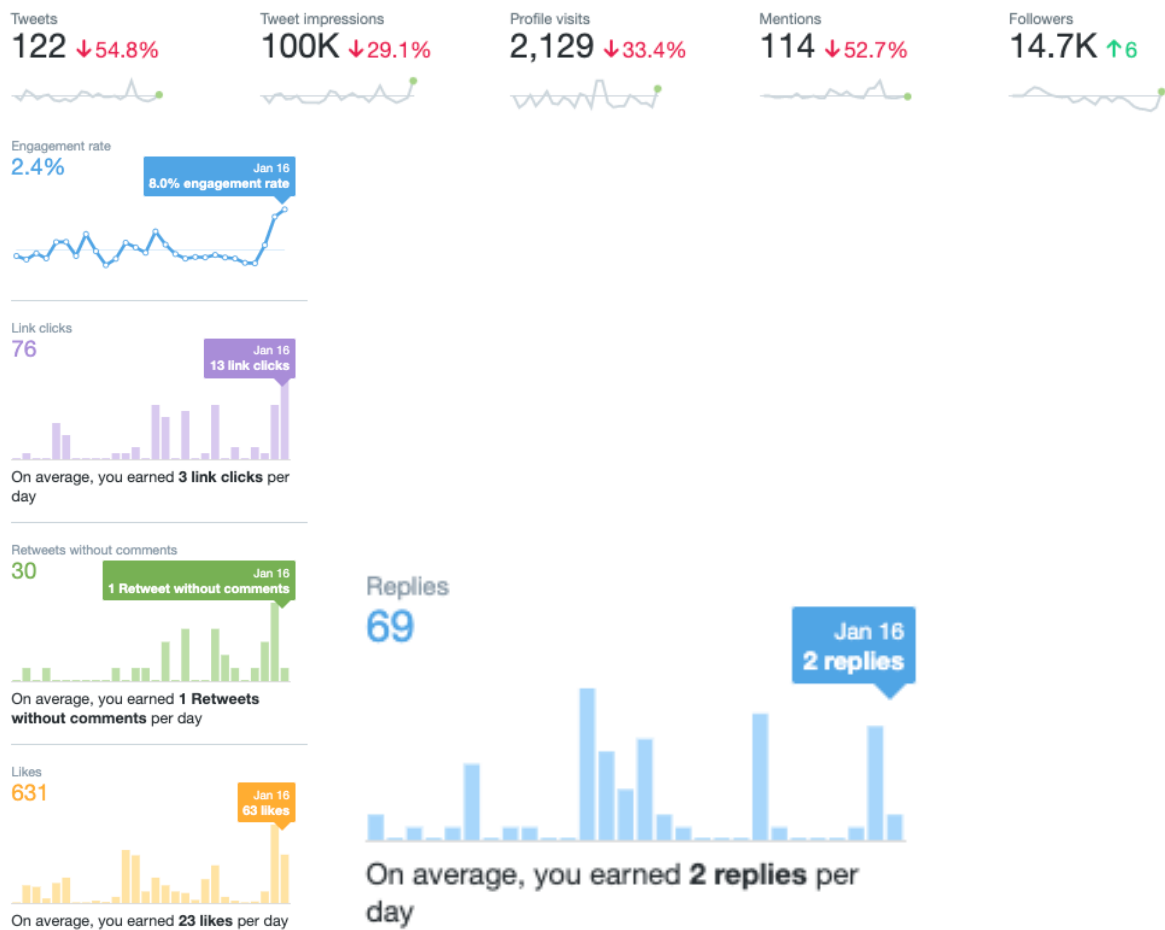 Tweets
122 ↓54.8%
Tweet impressions
100K ↓29.1%
Profile visits
2,129 ↓33.4%
Mentions
114 ↓52.7%
Followers
14.7K ↑6
Engagement rate
2.4%
Jan 16
8.0% engagement rate
Link clicks
76
Jan 16
13 link clicks
On average, you earned 3 link clicks per
day
Retweets without comments
30
Jan 16
1 Retweet without comments
On average, you earned 1 Retweets
without comments per day
Likes
631
Jan 16
63 likes
On average, you earned 23 likes per day
Replies
69
Jan 16
2 replies
On average, you earned 2 replies per
day